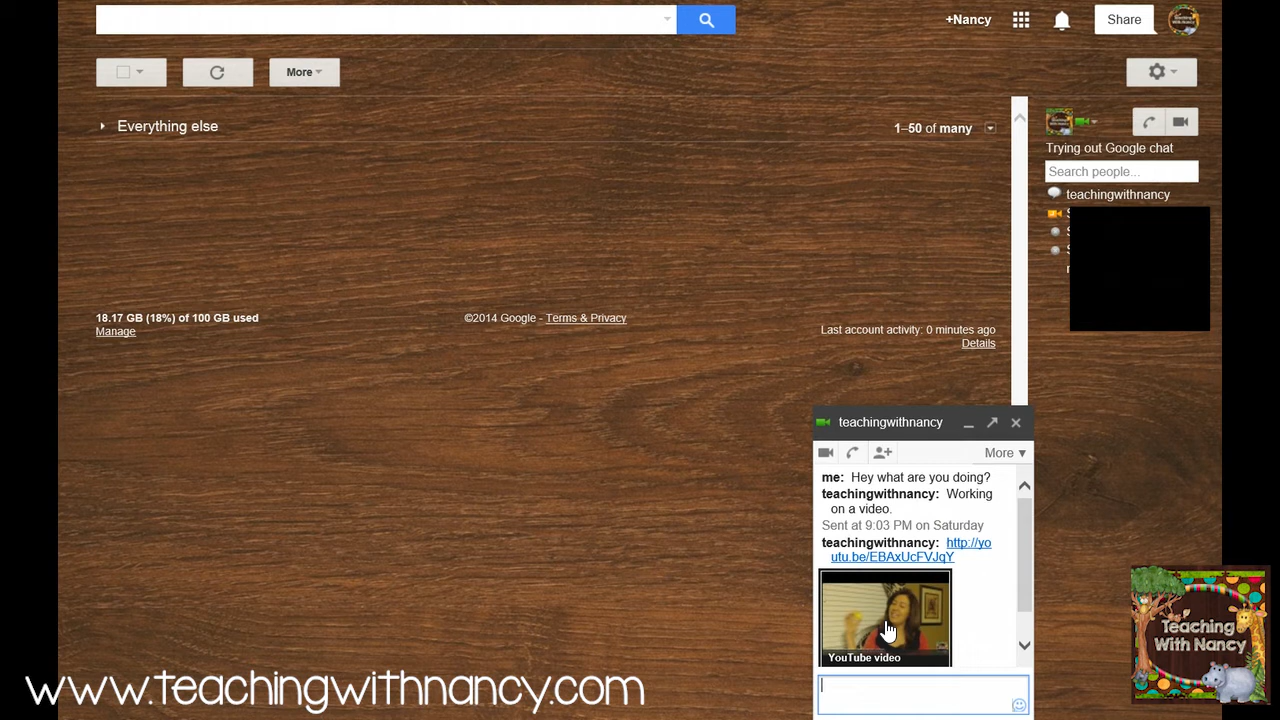 +Nancy
Share
More
Everything else
1–50 of many
Trying out Google chat
Search people...
teachingwithnancy
18.17 GB (18%) of 100 GB used
Manage
©2014 Google - Terms & Privacy
Last account activity: 0 minutes ago
Details
teachingwithnancy
More
me: Hey what are you doing?
teachingwithnancy: Working
on a video.
Sent at 9:03 PM on Saturday
teachingwithnancy: http://yo
utu.be/EBAxUcFVJqY
YouTube video
Teaching
With Nancy
www.teachingwithnancy.com